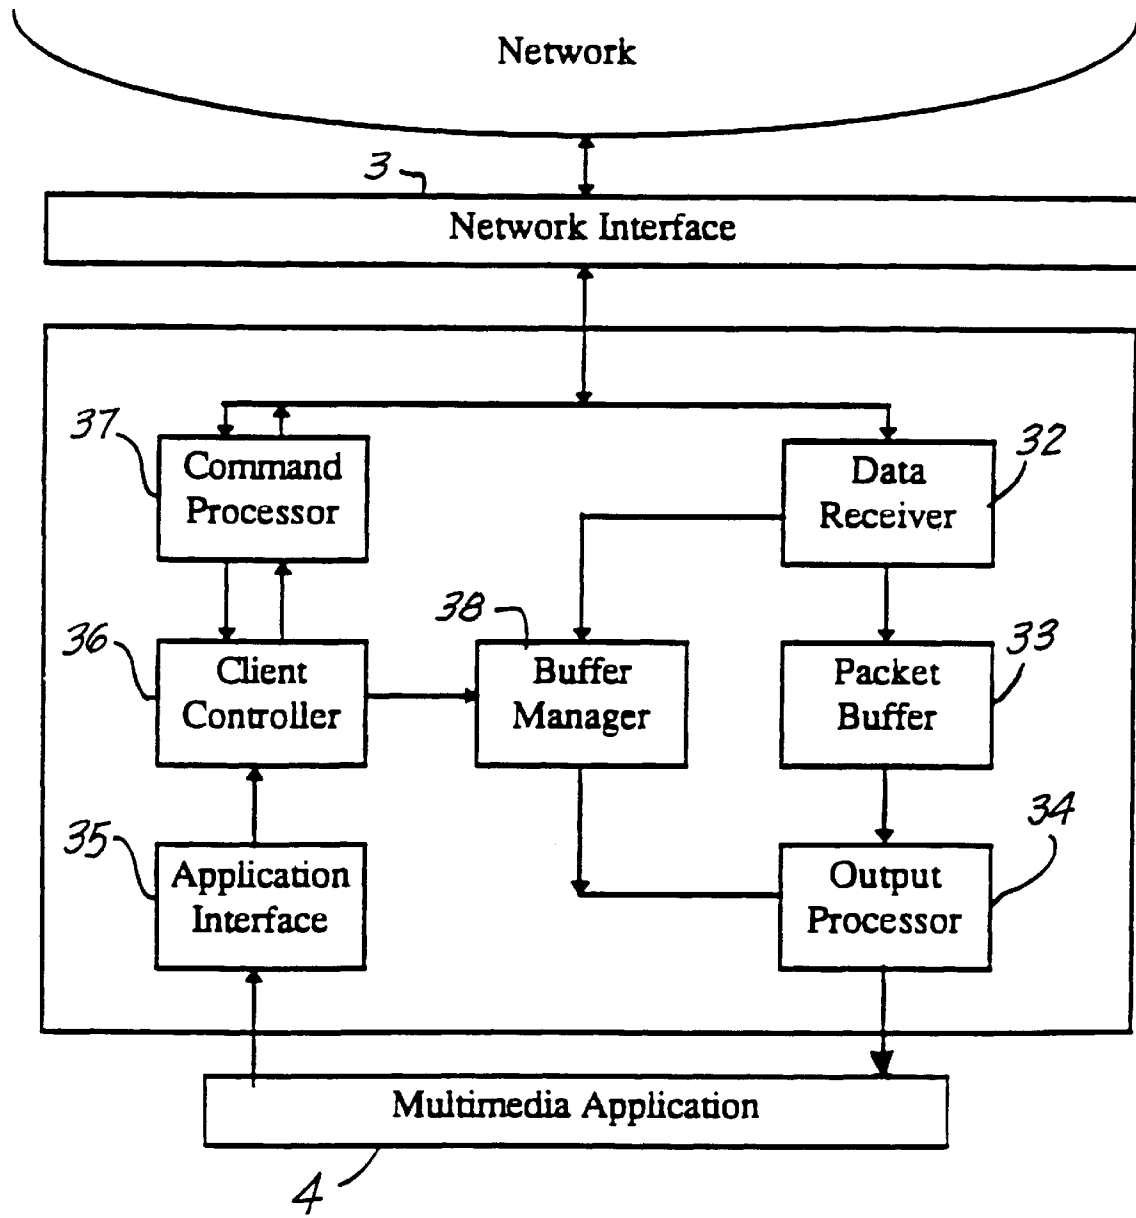 Network
3
Network Interface
37
Command
Processor
Data
Receiver
32
36
Client
Controller
38
Buffer
Manager
Packet
Buffer
33
35
Application
Interface
Output
Processor
34
Multimedia Application
4